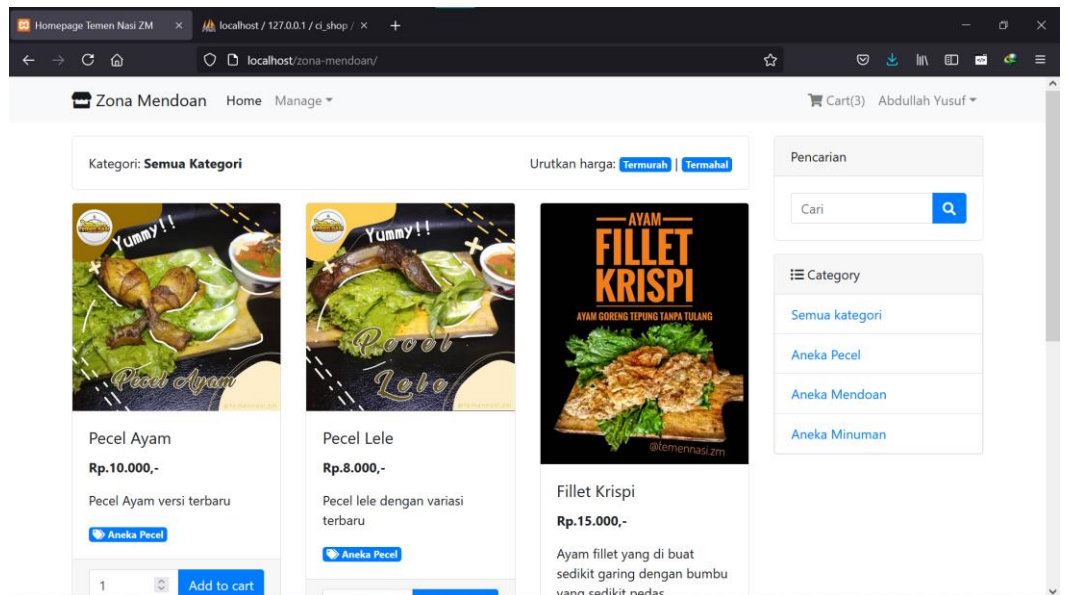 Homepage Temen Nasi ZM
localhost / 127.0.0.1 / ci_shop /
localhost/zona-mendoan/
Zona Mendoan Home Manage
Cart(3) Abdullah Yusuf
Kategori: Semua Kategori
Urutkan harga: Termurah | Termahal
Yummy!!
Pecel Ayam
Pecel Ayam
Rp.10.000,-
Pecel Ayam versi terbaru
Aneka Pecel
1
Add to cart
Yummy!!
Pecel
Lele
Pecel Lele
Rp.8.000,-
Pecel lele dengan variasi
terbaru
Aneka Pecel
AYAM
FILLET
KRISPI
AYAM GORENG TEPUNG TANPA TULANG
@temennasi.zm
Fillet Krispi
Rp.15.000,-
Ayam fillet yang di buat
sedikit garing dengan bumbu
yang sedikit pedas
Pencarian
Cari
Category
Semua kategori
Aneka Pecel
Aneka Mendoan
Aneka Minuman